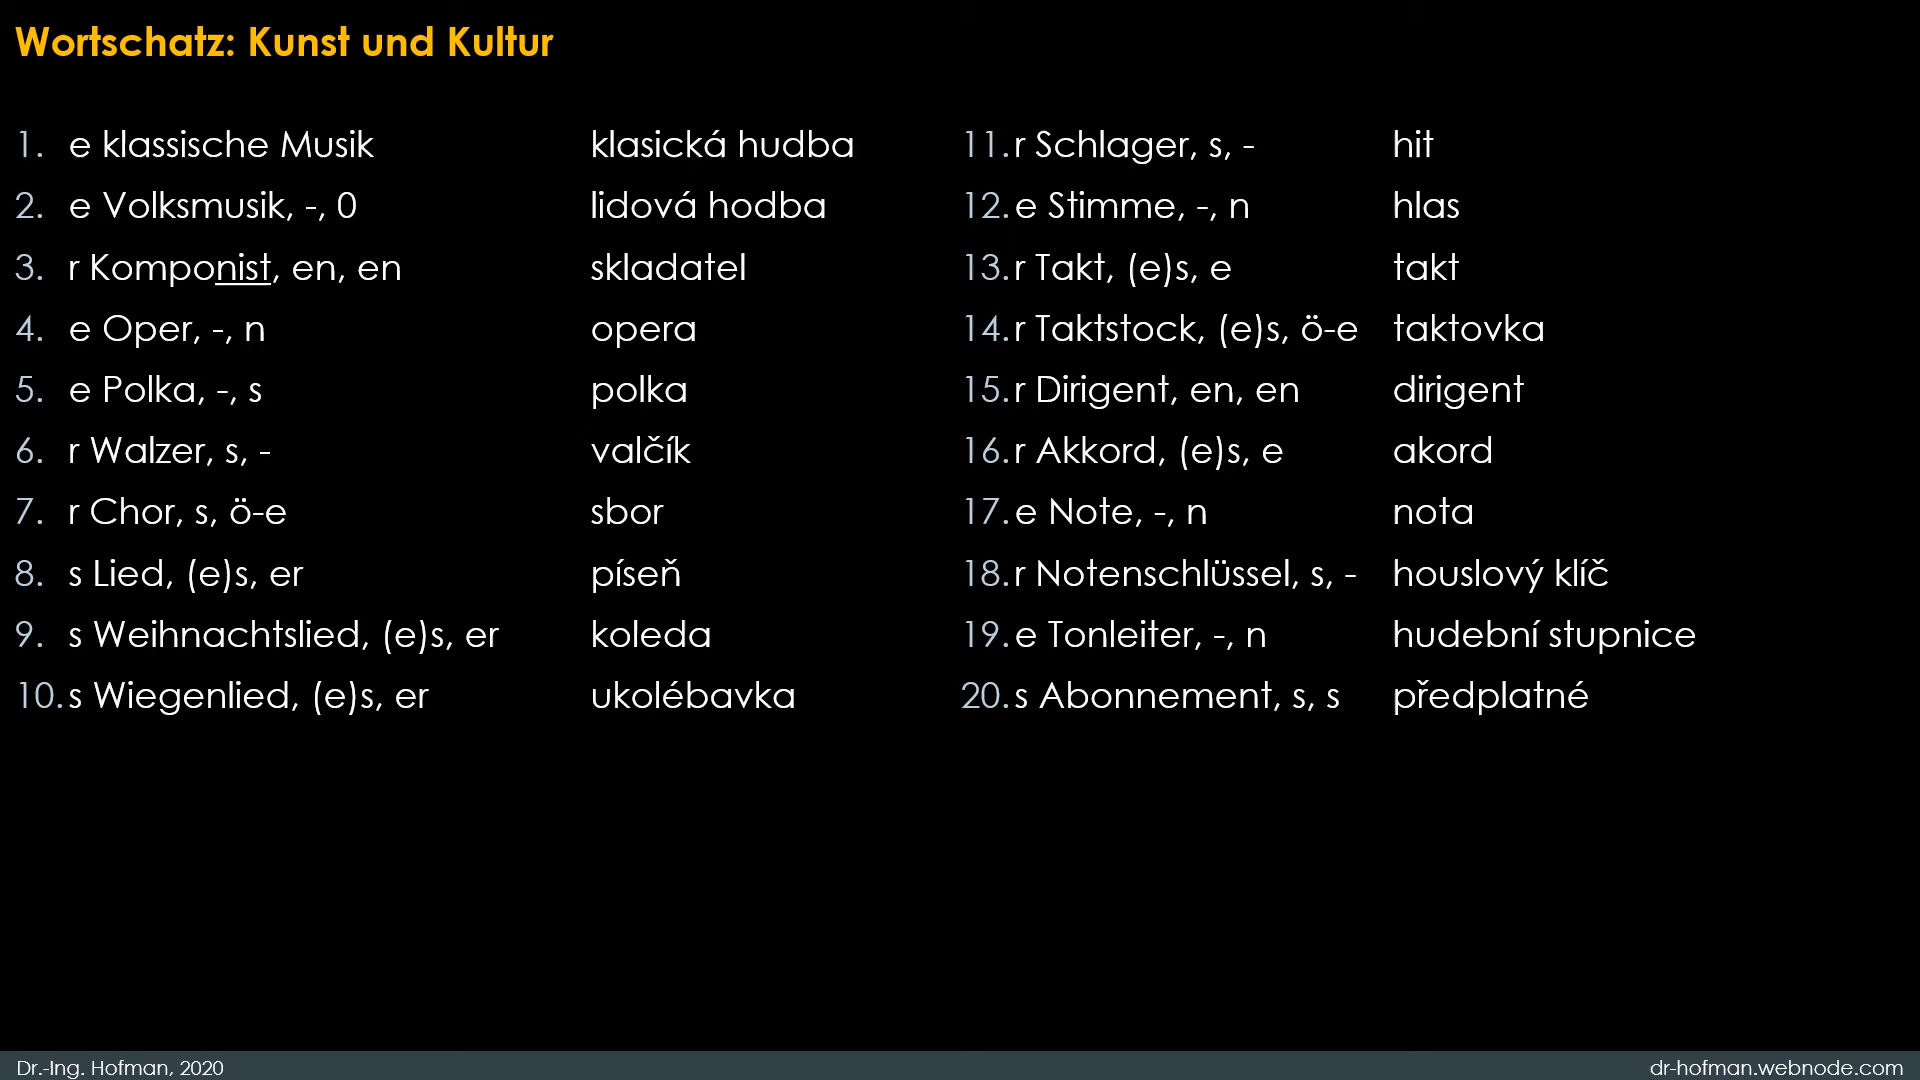 Wortschatz: Kunst und Kultur
1. e klassische Musik klasická hudba
2. e Volksmusik, -, 0 lidová hodba
3. r Komponist, en, en skladatel
4. e Oper, -, n opera
5. e Polka, -, s polka
6. r Walzer, s, - valčík
7. r Chor, s, ö-e sbor
8. s Lied, (e)s, er píseň
9. s Weihnachtslied, (e)s, er koleda
10. s Wiegenlied, (e)s, er ukolébavka
11. r Schlager, s, - hit
12. e Stimme, -, n hlas
13. r Takt, (e)s, e takt
14. r Taktstock, (e)s, ö-e taktovka
15. r Dirigent, en, en dirigent
16. r Akkord, (e)s, e akord
17. e Note, -, n nota
18. r Notenschlüssel, s, - houslový klíč
19. e Tonleiter, -, n hudební stupnice
20. s Abonnement, s, s předplatné
Dr.-Ing. Hofman, 2020
dr-hofman.webnode.com